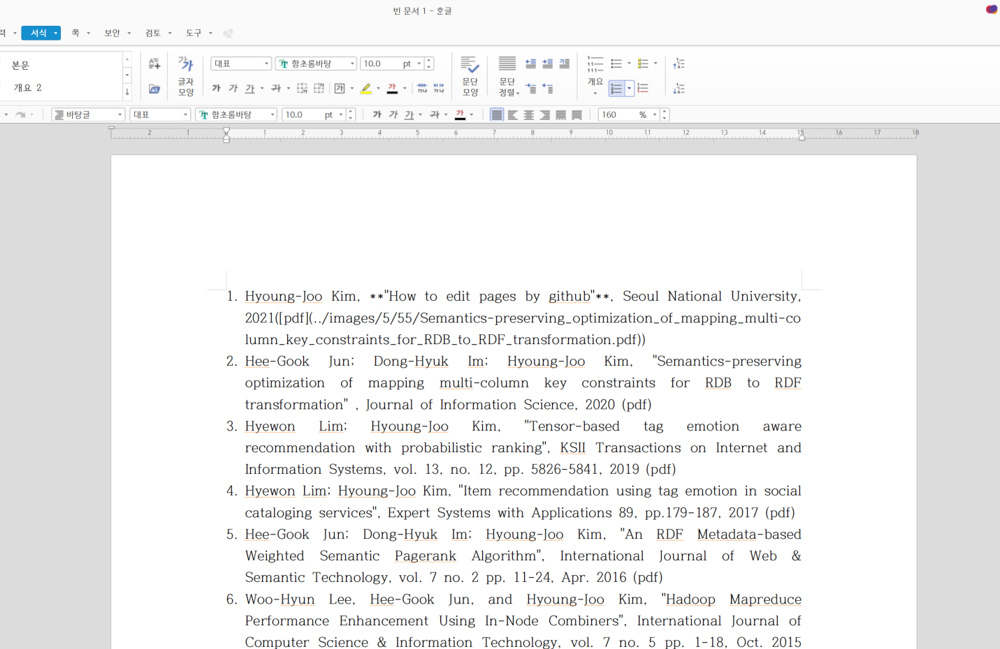 빈 문서 1 - 호글
력 서식 쪽 보안 검토 도구
본문
개요 2
가가 글자 모양
대표 함초롬바탕 10.0 pt
가 가 가 가 가 가
문단 모양
문단 정렬
개요
바탕글 대표 함초롬바탕 10.0 pt 가 가 가 가 가 160 %
2 1 1 2 3 4 5 6 7 8 9 10 11 12 13 14 15 16 17 18
1. Hyoung-Joo Kim, **"How to edit pages by github"**, Seoul National University,
2021([pdf](../images/5/55/Semantics-preserving_optimization_of_mapping_multi-co
lumn_key_constraints_for_RDB_to_RDF_transformation.pdf))
2. Hee-Gook Jun; Dong-Hyuk Im; Hyoung-Joo Kim, "Semantics-preserving
optimization of mapping multi-column key constraints for RDB to RDF
transformation" , Journal of Information Science, 2020 (pdf)
3. Hyewon Lim; Hyoung-Joo Kim, "Tensor-based tag emotion aware
recommendation with probabilistic ranking", KSII Transactions on Internet and
Information Systems, vol. 13, no. 12, pp. 5826-5841, 2019 (pdf)
4. Hyewon Lim; Hyoung-Joo Kim, "Item recommendation using tag emotion in social
cataloging services", Expert Systems with Applications 89, pp.179-187, 2017 (pdf)
5. Hee-Gook Jun; Dong-Hyuk Im; Hyoung-Joo Kim, "An RDF Metadata-based
Weighted Semantic Pagerank Algorithm", International Journal of Web &
Semantic Technology, vol. 7 no. 2 pp. 11-24, Apr. 2016 (pdf)
6. Woo-Hyun Lee, Hee-Gook Jun, and Hyoung-Joo Kim, "Hadoop Mapreduce
Performance Enhancement Using In-Node Combiners", International Journal of
Computer Science & Information Technology, vol. 7 no. 5 pp. 1-18, Oct. 2015